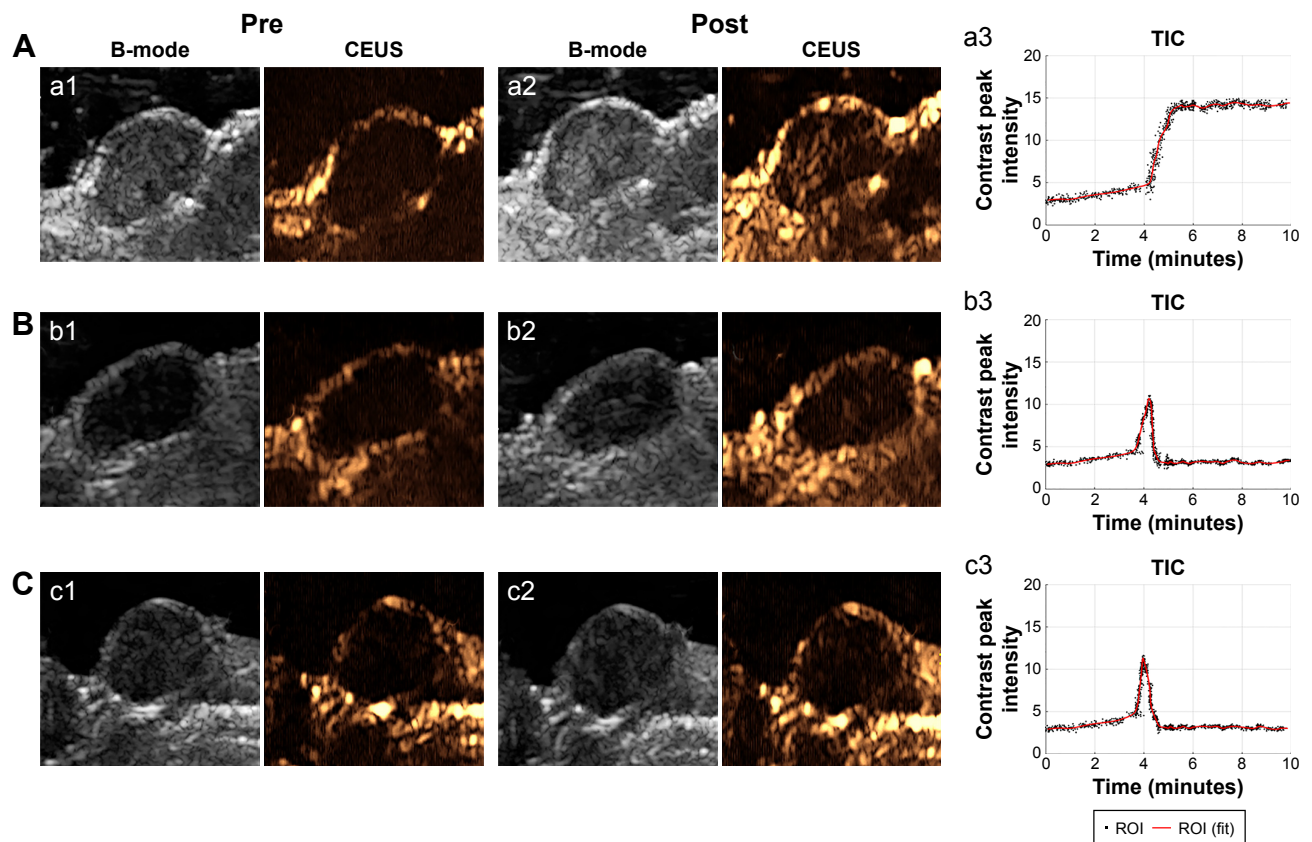 Pre
Post
A
B-mode
CEUS
B-mode
CEUS
a1
a2
a3
TIC
Contrast peak
intensity
20
15
10
5
0
0 2 4 6 8 10
Time (minutes)
B
b1
b2
b3
TIC
Contrast peak
intensity
20
15
10
5
0
0 2 4 6 8 10
Time (minutes)
C
c1
c2
c3
TIC
Contrast peak
intensity
20
15
10
5
0
0 2 4 6 8 10
Time (minutes)
ROI ROI (fit)